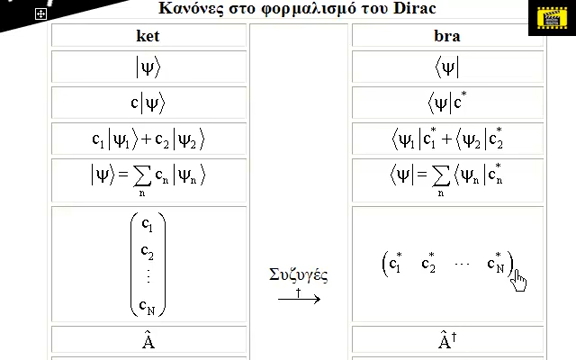 Κανόνες στο φορμαλισμό του Dirac
ket bra
|ψ⟩ ⟨ψ|
c|ψ⟩ ⟨ψ|c*
c₁|ψ₁⟩+c₂|ψ₂⟩ ⟨ψ₁|c₁*+⟨ψ₂|c₂*
|ψ⟩=∑ₙ cₙ|ψₙ⟩ ⟨ψ|=∑ₙ⟨ψₙ|cₙ*
c₁
c₂
⋮
c_N
Συζυγές
†
→
(c₁* c₂* ⋯ c_N*)
Â Â†